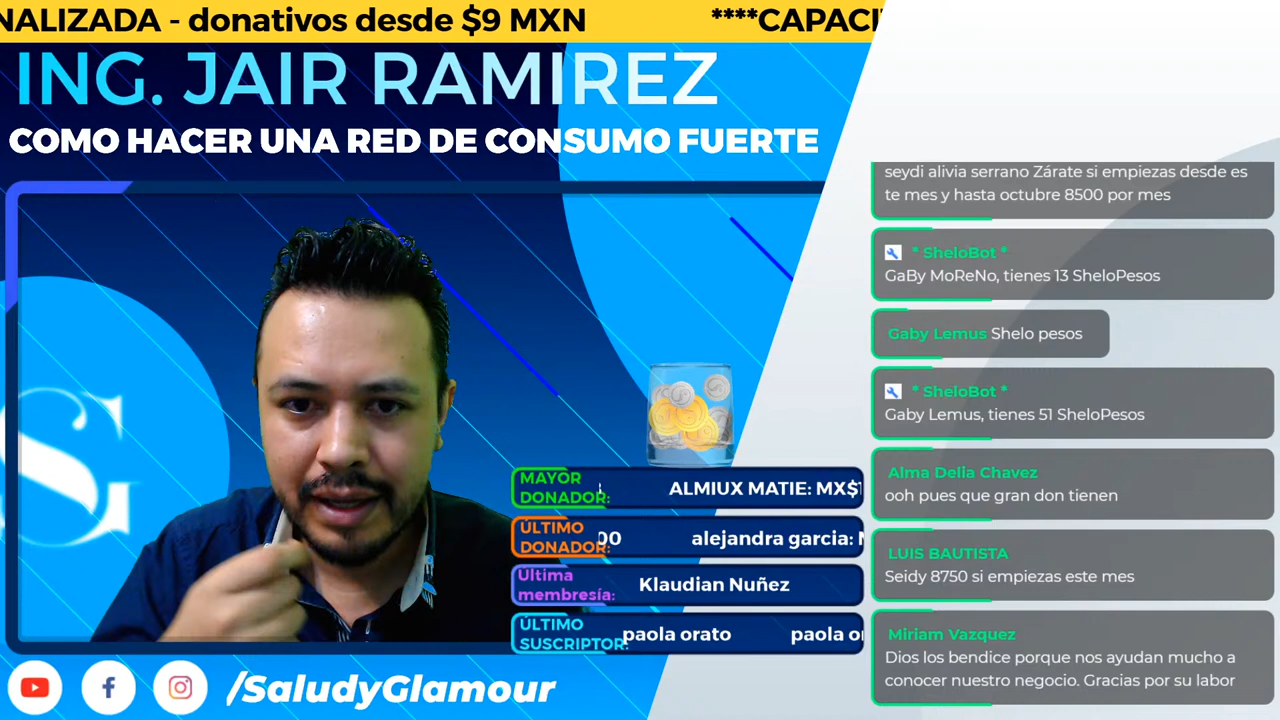 NALIZADA - donativos desde $9 MXN
****CAPACI
ING. JAIR RAMIREZ
COMO HACER UNA RED DE CONSUMO FUERTE
S
MAYOR
DONADOR:
ALMIUX MATIE: MX$
ÚLTIMO
DONADOR:
00 alejandra garcia:
Última
membresía:
Klaudian Nuñez
ÚLTIMO
SUSCRIPTOR:
paola orato paola o
/SaludyGlamour
seydi alivia serrano Zárate si empiezas desde es
te mes y hasta octubre 8500 por mes
* SheloBot *
GaBy MoReNo, tienes 13 SheloPesos
Gaby Lemus Shelo pesos
* SheloBot *
Gaby Lemus, tienes 51 SheloPesos
Alma Delia Chavez
ooh pues que gran don tienen
LUIS BAUTISTA
Seidy 8750 si empiezas este mes
Miriam Vazquez
Dios los bendice porque nos ayudan mucho a
conocer nuestro negocio. Gracias por su labor